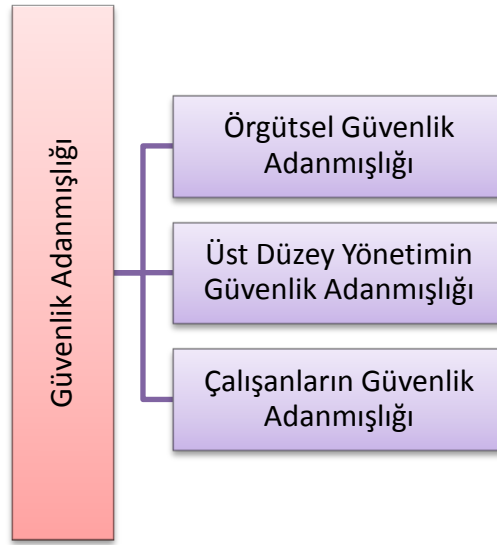 Güvenlik Adanmışlığı
Örgütsel Güvenlik
Adanmışlığı
Üst Düzey Yönetimin
Güvenlik Adanmışlığı
Çalışanların Güvenlik
Adanmışlığı